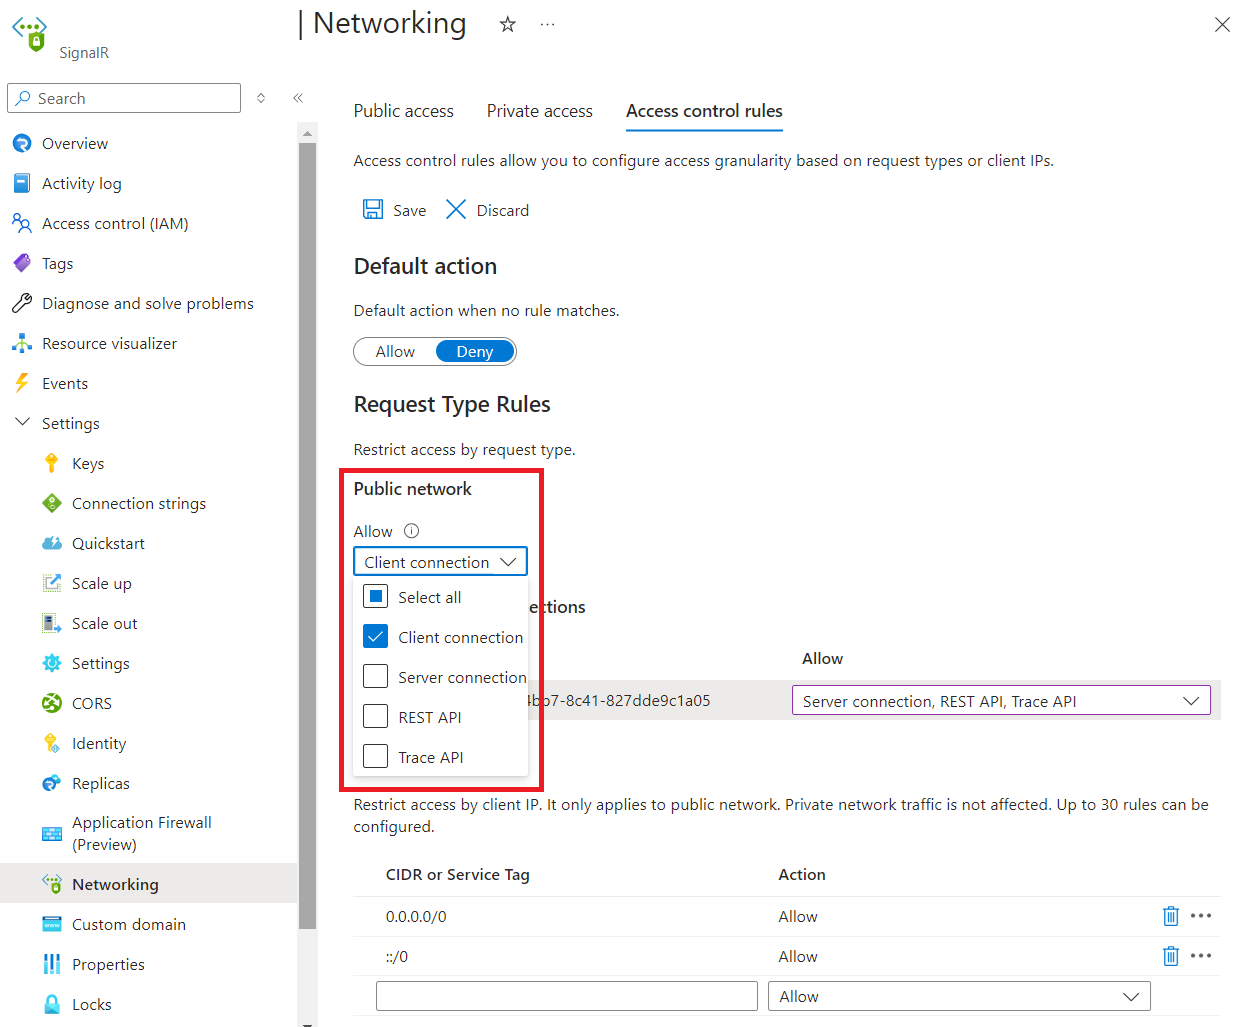 | Networking
SignalR
Search
Overview
Activity log
Access control (IAM)
Tags
Diagnose and solve problems
Resource visualizer
Events
Settings
Keys
Connection strings
Quickstart
Scale up
Scale out
Settings
CORS
Identity
Replicas
Application Firewall
(Preview)
Networking
Custom domain
Properties
Locks
Public access Private access Access control rules
Access control rules allow you to configure access granularity based on request types or client IPs.
Save Discard
Default action
Default action when no rule matches.
Allow Deny
Request Type Rules
Restrict access by request type.
Public network
Allow
Client connection
Select all
Client connection
Server connection
REST API
Trace API
Allow
-8c41-827dde9c1a05 Server connection, REST API, Trace API
Restrict access by client IP. It only applies to public network. Private network traffic is not affected. Up to 30 rules can be
configured.
CIDR or Service Tag Action
0.0.0.0/0 Allow
::/0 Allow
Allow